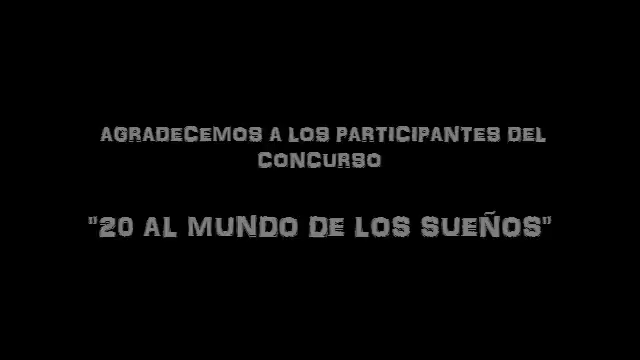 AGRADECEMOS A LOS PARTICIPANTES DEL
CONCURSO
"20 AL MUNDO DE LOS SUEÑOS"